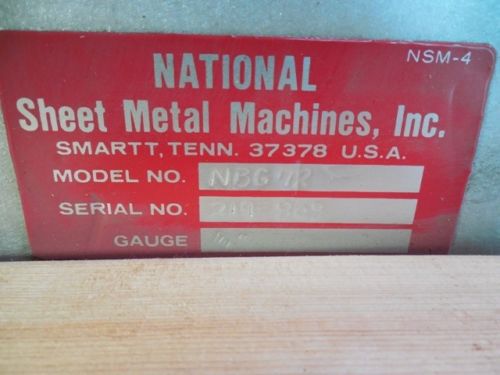 NSM-4
NATIONAL
Sheet Metal Machines, Inc.
SMARTT, TENN. 37378 U.S.A.
MODEL NO.
SERIAL NO.
GAUGE